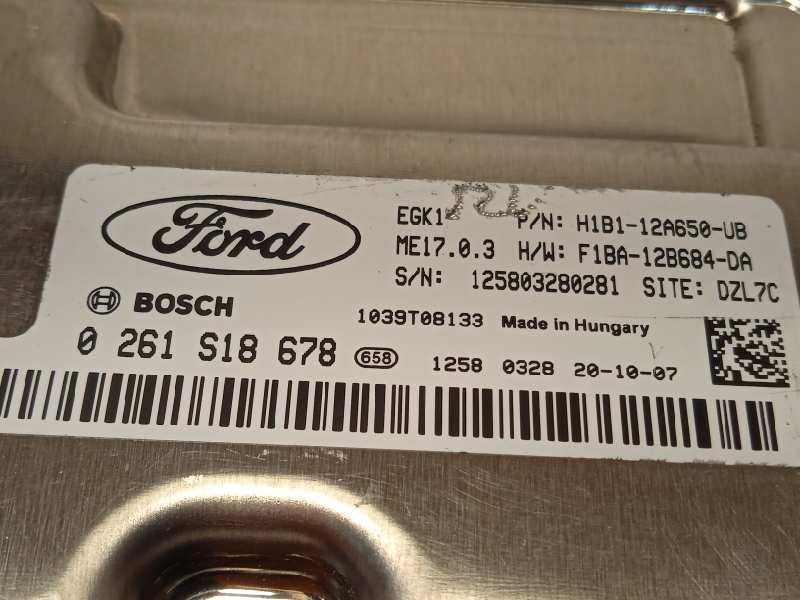 Ford
EGK1 P/N: H1B1-12A650-UB
ME17.0.3 H/W: F1BA-12B684-DA
S/N: 125803280281 SITE: DZL7C
BOSCH
1039T08133 Made in Hungary
0 261 S18 678 658
1258 0328 20-10-07